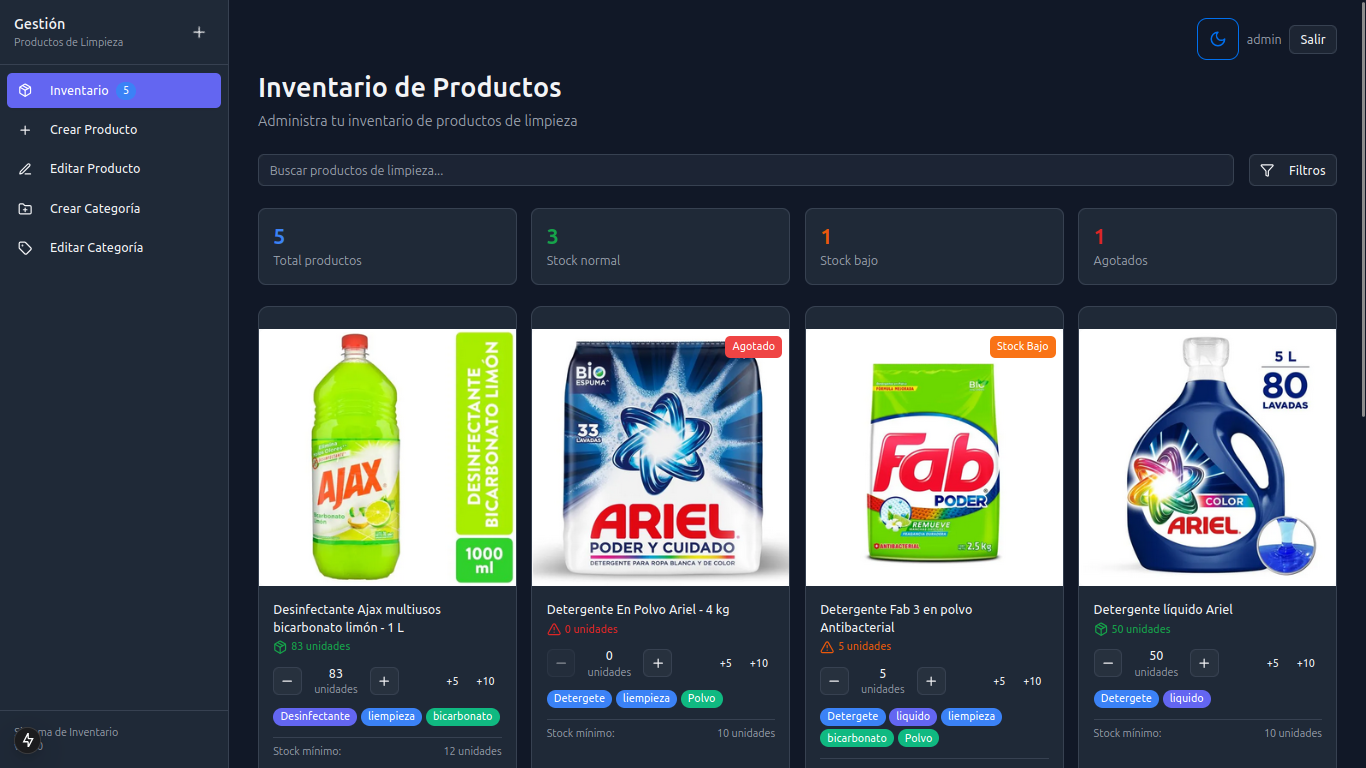 Gestión
Productos de Limpieza
Inventario 5
Crear Producto
Editar Producto
Crear Categoría
Editar Categoría
ma de Inventario
admin
Salir
Inventario de Productos
Administra tu inventario de productos de limpieza
Buscar productos de limpieza...
Filtros
5
Total productos
3
Stock normal
1
Stock bajo
1
Agotados
AJAX
DESINFECTANTE
BICARBONATO LIMÓN
1000
ml
Desinfectante Ajax multiusos
bicarbonato limón - 1 L
83 unidades
83
unidades
+5 +10
Desinfectante limpieza bicarbonato
Stock mínimo: 12 unidades
Agotado
BIO
ESPUMA
33
LAVADAS
ARIEL
PODER Y CUIDADO
DETERGENTE PARA ROPA BLANCA Y DE COLOR
Detergente En Polvo Ariel - 4 kg
0 unidades
0
unidades
+5 +10
Detergete limpieza Polvo
Stock mínimo: 10 unidades
Stock Bajo
Fab
PODER
REMUEVE
ANTIBACTERIAL
2.5 kg
Detergente Fab 3 en polvo
Antibacterial
5 unidades
5
unidades
+5 +10
Detergete liquido limpieza
bicarbonato Polvo
5 L
80
LAVADAS
COLOR
ARIEL
Detergente líquido Ariel
50 unidades
50
unidades
+5 +10
Detergete liquido
Stock mínimo: 10 unidades